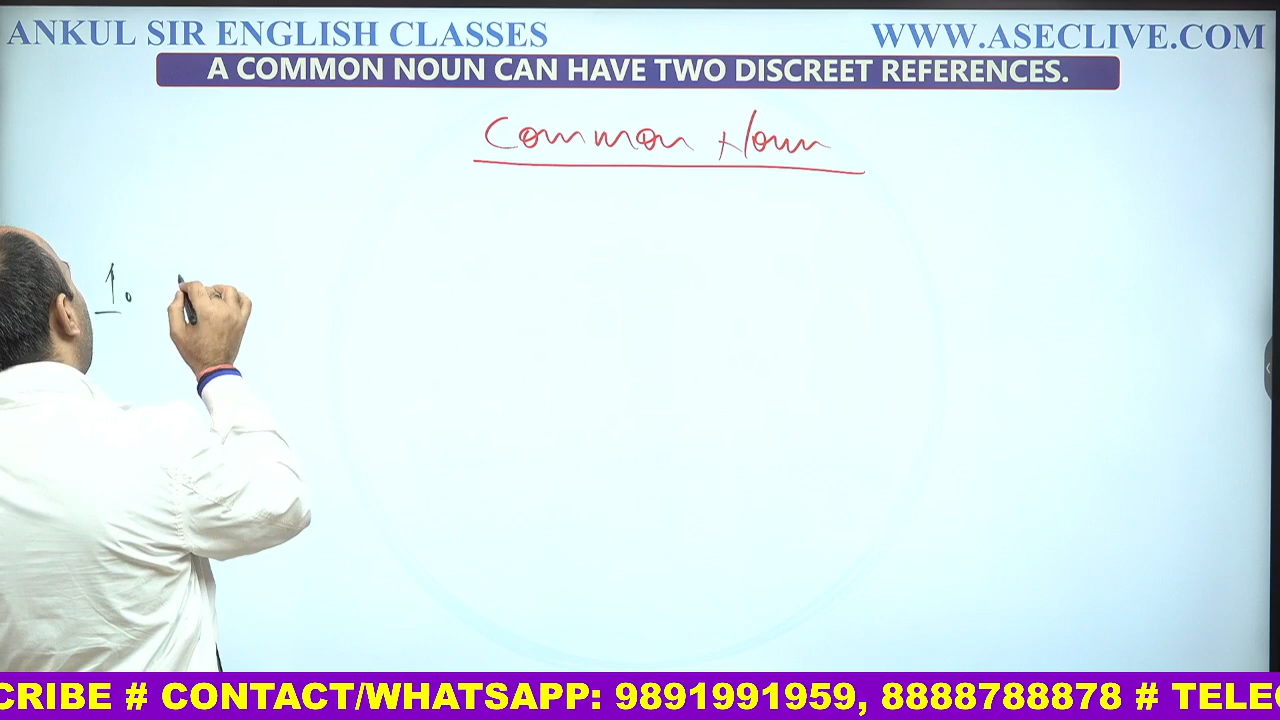 ANKUL SIR ENGLISH CLASSES
WWW.ASECLIVE.COM
A COMMON NOUN CAN HAVE TWO DISCREET REFERENCES.
Common Noun
1.
CRIBE # CONTACT/WHATSAPP: 9891991959, 8888788878 # TELEG